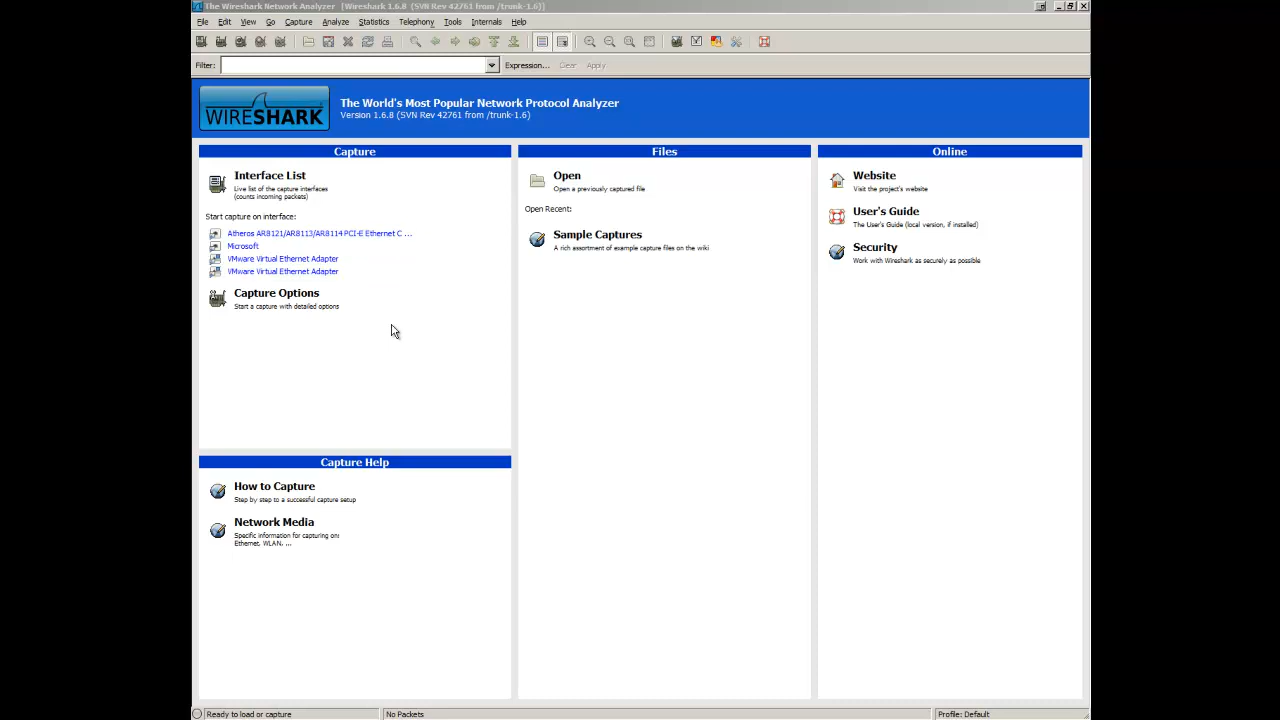 The Wireshark Network Analyzer [Wireshark 1.6.8 (SVN Rev 42761 from /trunk-1.6)]
File Edit View Go Capture Analyze Statistics Telephony Tools Internals Help
Filter: Expression... Clear Apply
WIRESHARK
The World's Most Popular Network Protocol Analyzer
Version 1.6.8 (SVN Rev 42761 from /trunk-1.6)
Capture
Interface List
Live list of the capture interfaces
(counts incoming packets)
Start capture on interface:
Atheros AR8121/AR8113/AR8114 PCI-E Ethernet C ...
Microsoft
VMware Virtual Ethernet Adapter
VMware Virtual Ethernet Adapter
Capture Options
Start a capture with detailed options
Capture Help
How to Capture
Step by step to a successful capture setup
Network Media
Specific information for capturing on:
Ethernet, WLAN, ...
Files
Open
Open a previously captured file
Open Recent:
Sample Captures
A rich assortment of example capture files on the wiki
Online
Website
Visit the project's website
User's Guide
The User's Guide (local version, if installed)
Security
Work with Wireshark as securely as possible
Ready to load or capture
No Packets
Profile: Default